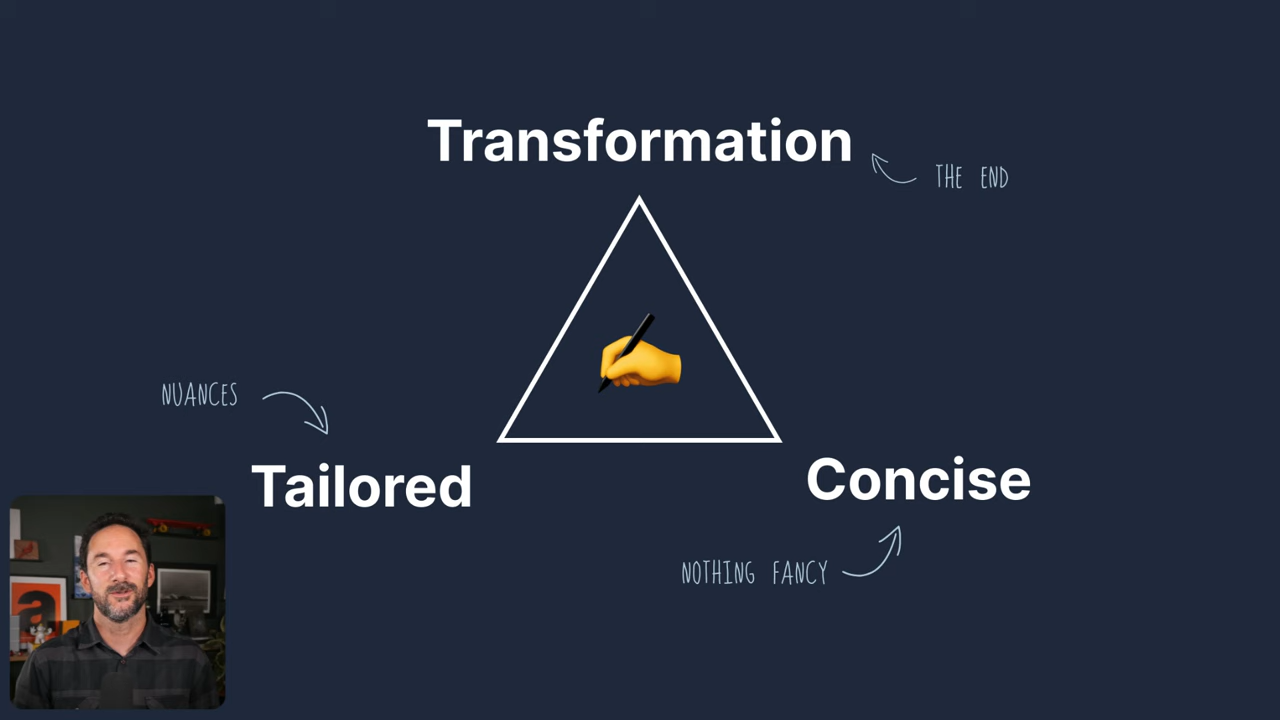 Transformation
THE END
NUANCES
Tailored
Concise
NOTHING FANCY
a